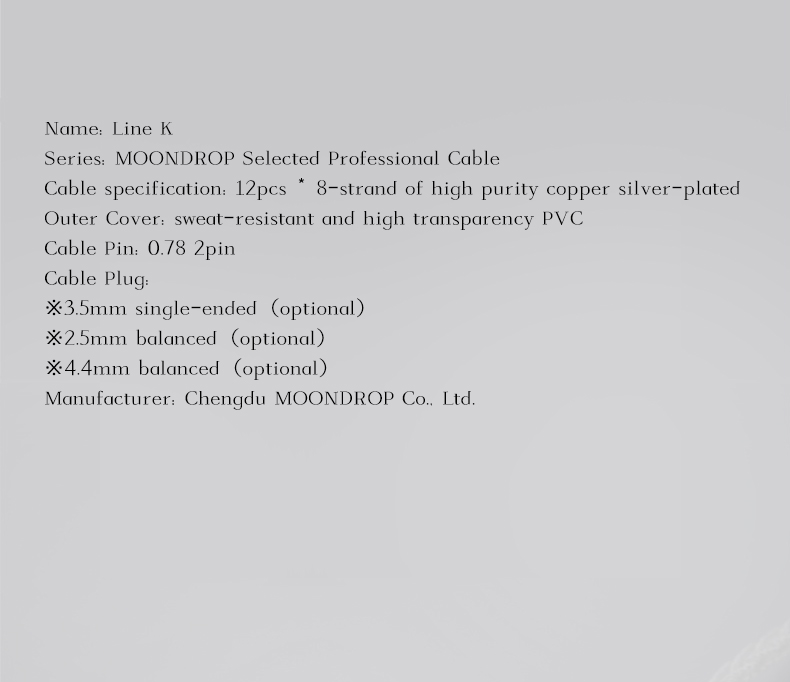 Name: Line K
Series: MOONDROP Selected Professional Cable
Cable specification: 12pcs * 8-strand of high purity copper silver-plated
Outer Cover: sweat-resistant and high transparency PVC
Cable Pin: 0.78 2pin
Cable Plug:
※3.5mm single-ended（optional）
※2.5mm balanced（optional）
※4.4mm balanced（optional）
Manufacturer: Chengdu MOONDROP Co., Ltd.